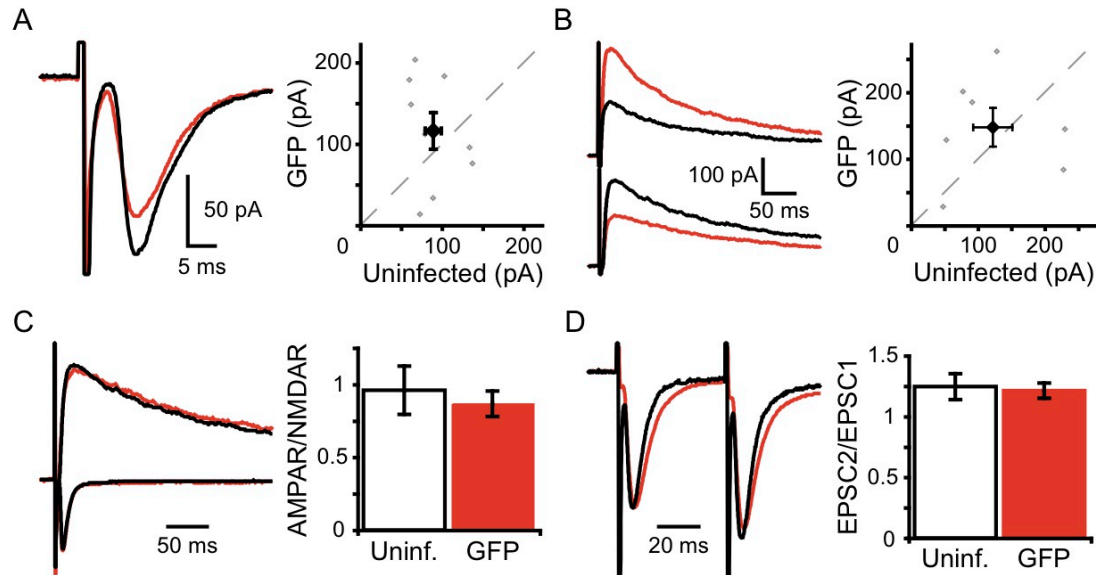 A
50 pA
5 ms
GFP (pA)
200
100
0
0
100
200
Uninfected (pA)
B
100 pA
50 ms
GFP (pA)
200
100
0
0
100
200
Uninfected (pA)
C
50 ms
AMPAR/NMDAR
1
0.5
0
Uninf.
GFP
D
20 ms
EPSC2/EPSC1
1.5
1
0.5
0
Uninf.
GFP